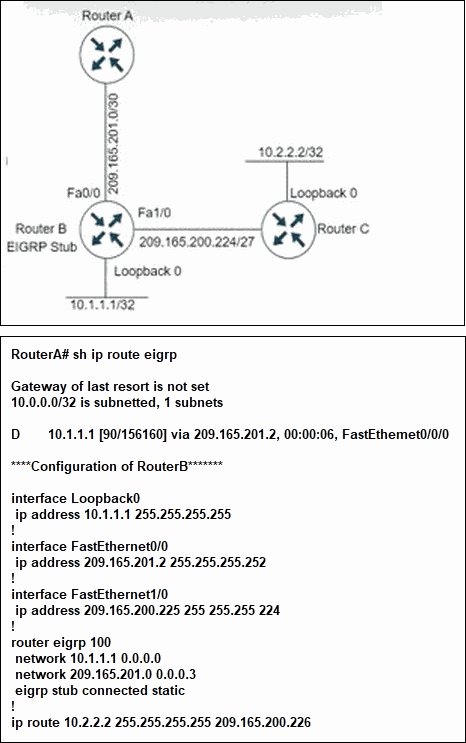 Router A
209.165.201.0/30
10.2.2.2/32
Fa0/0
Fa1/0
Loopback 0
Router B
EIGRP Stub
209.165.200.224/27
Router C
Loopback 0
10.1.1.1/32
RouterA# sh ip route eigrp
Gateway of last resort is not set
10.0.0.0/32 is subnetted, 1 subnets
D 10.1.1.1 [90/156160] via 209.165.201.2, 00:00:06, FastEthemet0/0/0
****Configuration of RouterB*******
interface Loopback0
ip address 10.1.1.1 255.255.255.255
!
interface FastEthernet0/0
ip address 209.165.201.2 255.255.255.252
!
interface FastEthernet1/0
ip address 209.165.200.225 255 255.255 224
!
router eigrp 100
network 10.1.1.1 0.0.0.0
network 209.165.201.0 0.0.0.3
eigrp stub connected static
!
ip route 10.2.2.2 255.255.255.255 209.165.200.226